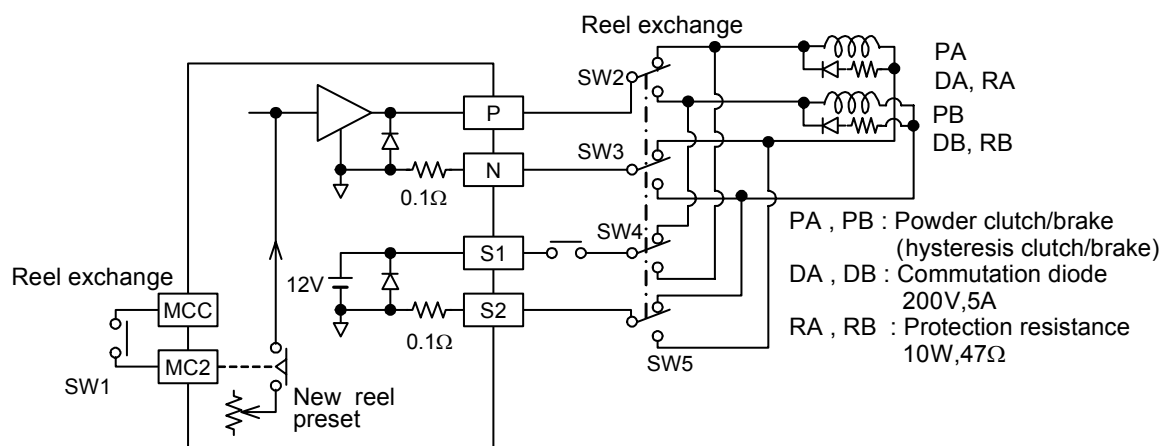 Reel exchange
SW2
PA
DA, RA
PB
DB, RB
P
N
0.1Ω
SW3
SW4
S1
S2
12V
0.1Ω
SW5
Reel exchange
MCC
MC2
SW1
New reel
preset
PA , PB : Powder clutch/brake
(hysteresis clutch/brake)
DA , DB : Commutation diode
200V,5A
RA , RB : Protection resistance
10W,47Ω